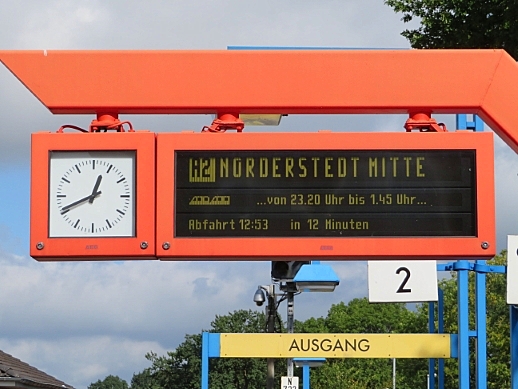 A2 NORDERSTEDT MITTE
...von 23.20 Uhr bis 1.45 Uhr...
Abfahrt 12:53 in 12 Minuten
2
AUSGANG
N